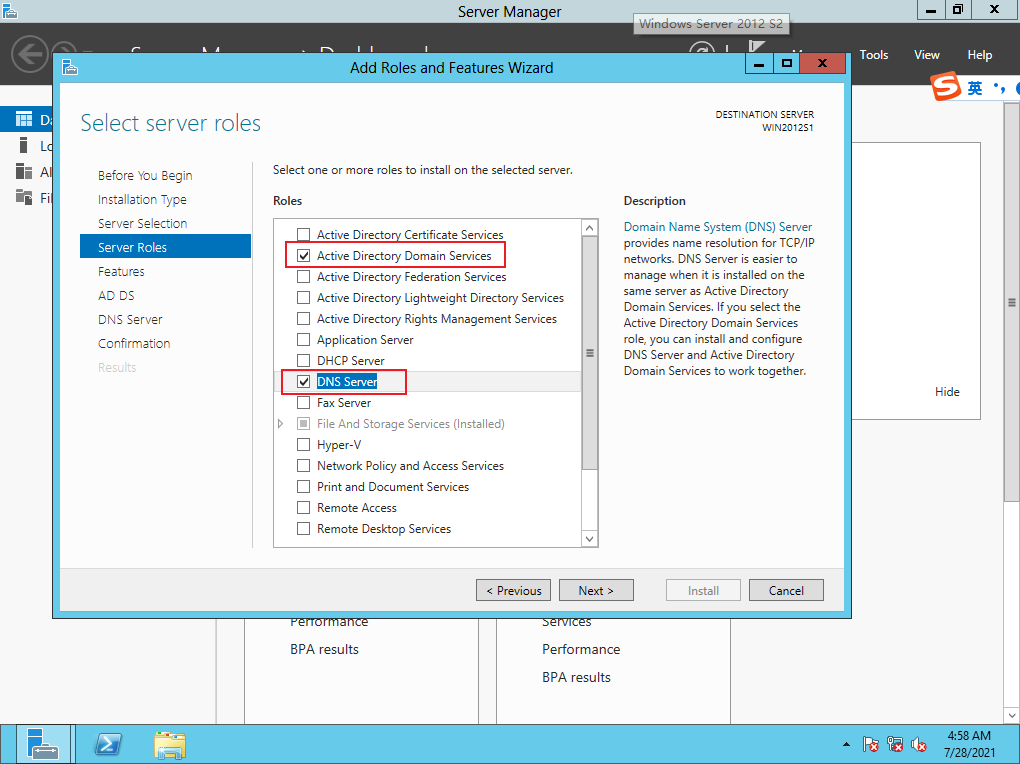 Server Manager
Windows Server 2012 S2
Tools View Help
英
Add Roles and Features Wizard
Select server roles
DESTINATION SERVER
WIN2012S1
Before You Begin
Installation Type
Server Selection
Server Roles
Features
AD DS
DNS Server
Confirmation
Results
Select one or more roles to install on the selected server.
Roles
Active Directory Certificate Services
Active Directory Domain Services
Active Directory Federation Services
Active Directory Lightweight Directory Services
Active Directory Rights Management Services
Application Server
DHCP Server
DNS Server
Fax Server
File And Storage Services (Installed)
Hyper-V
Network Policy and Access Services
Print and Document Services
Remote Access
Remote Desktop Services
Description
Domain Name System (DNS) Server
provides name resolution for TCP/IP
networks. DNS Server is easier to
manage when it is installed on the
same server as Active Directory
Domain Services. If you select the
Active Directory Domain Services
role, you can install and configure
DNS Server and Active Directory
Domain Services to work together.
Hide
< Previous
Next >
Install
Cancel
Performance
BPA results
Services
Performance
BPA results
4:58 AM
7/28/2021